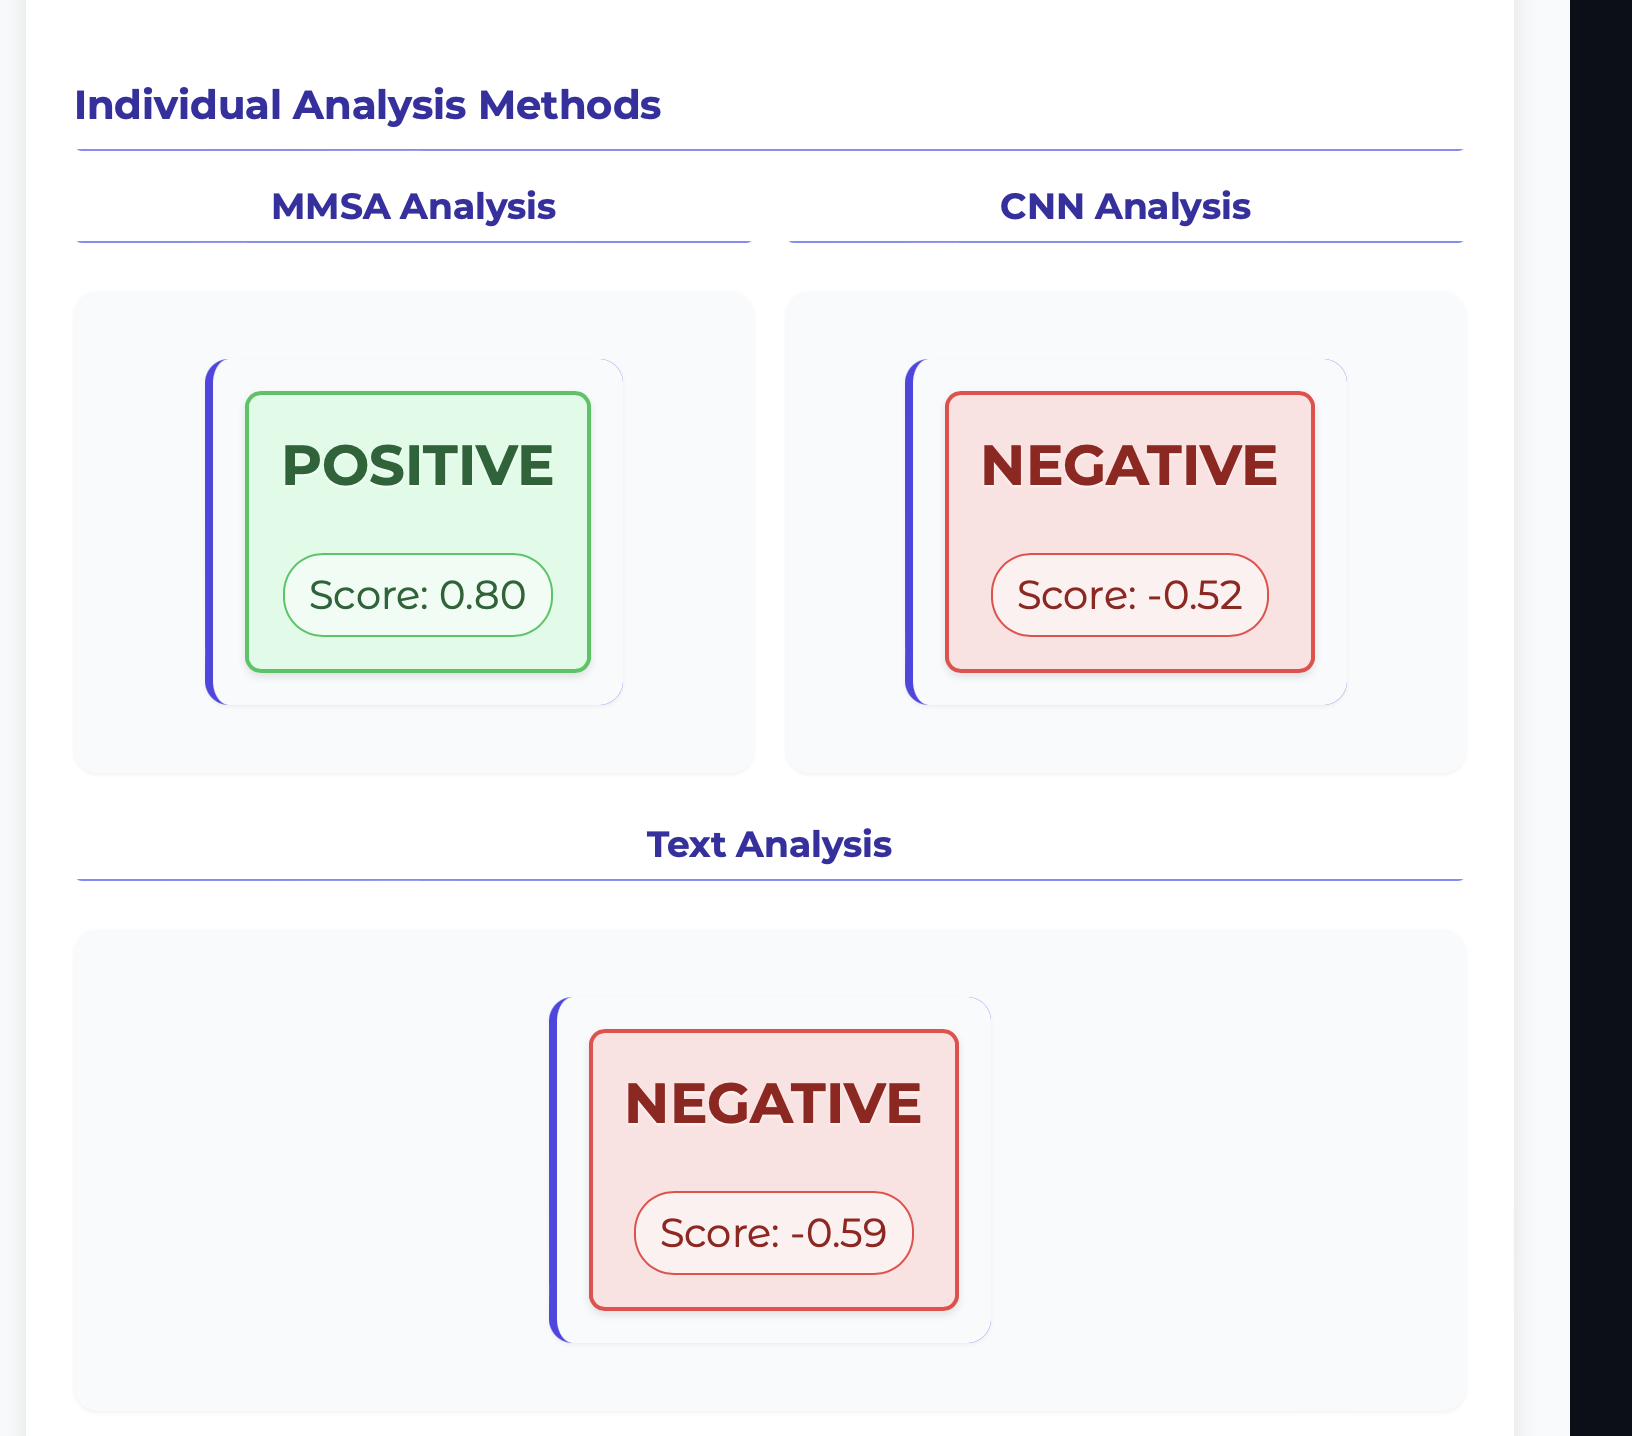 Individual Analysis Methods
MMSA Analysis
CNN Analysis
POSITIVE
Score: 0.80
NEGATIVE
Score: -0.52
Text Analysis
NEGATIVE
Score: -0.59